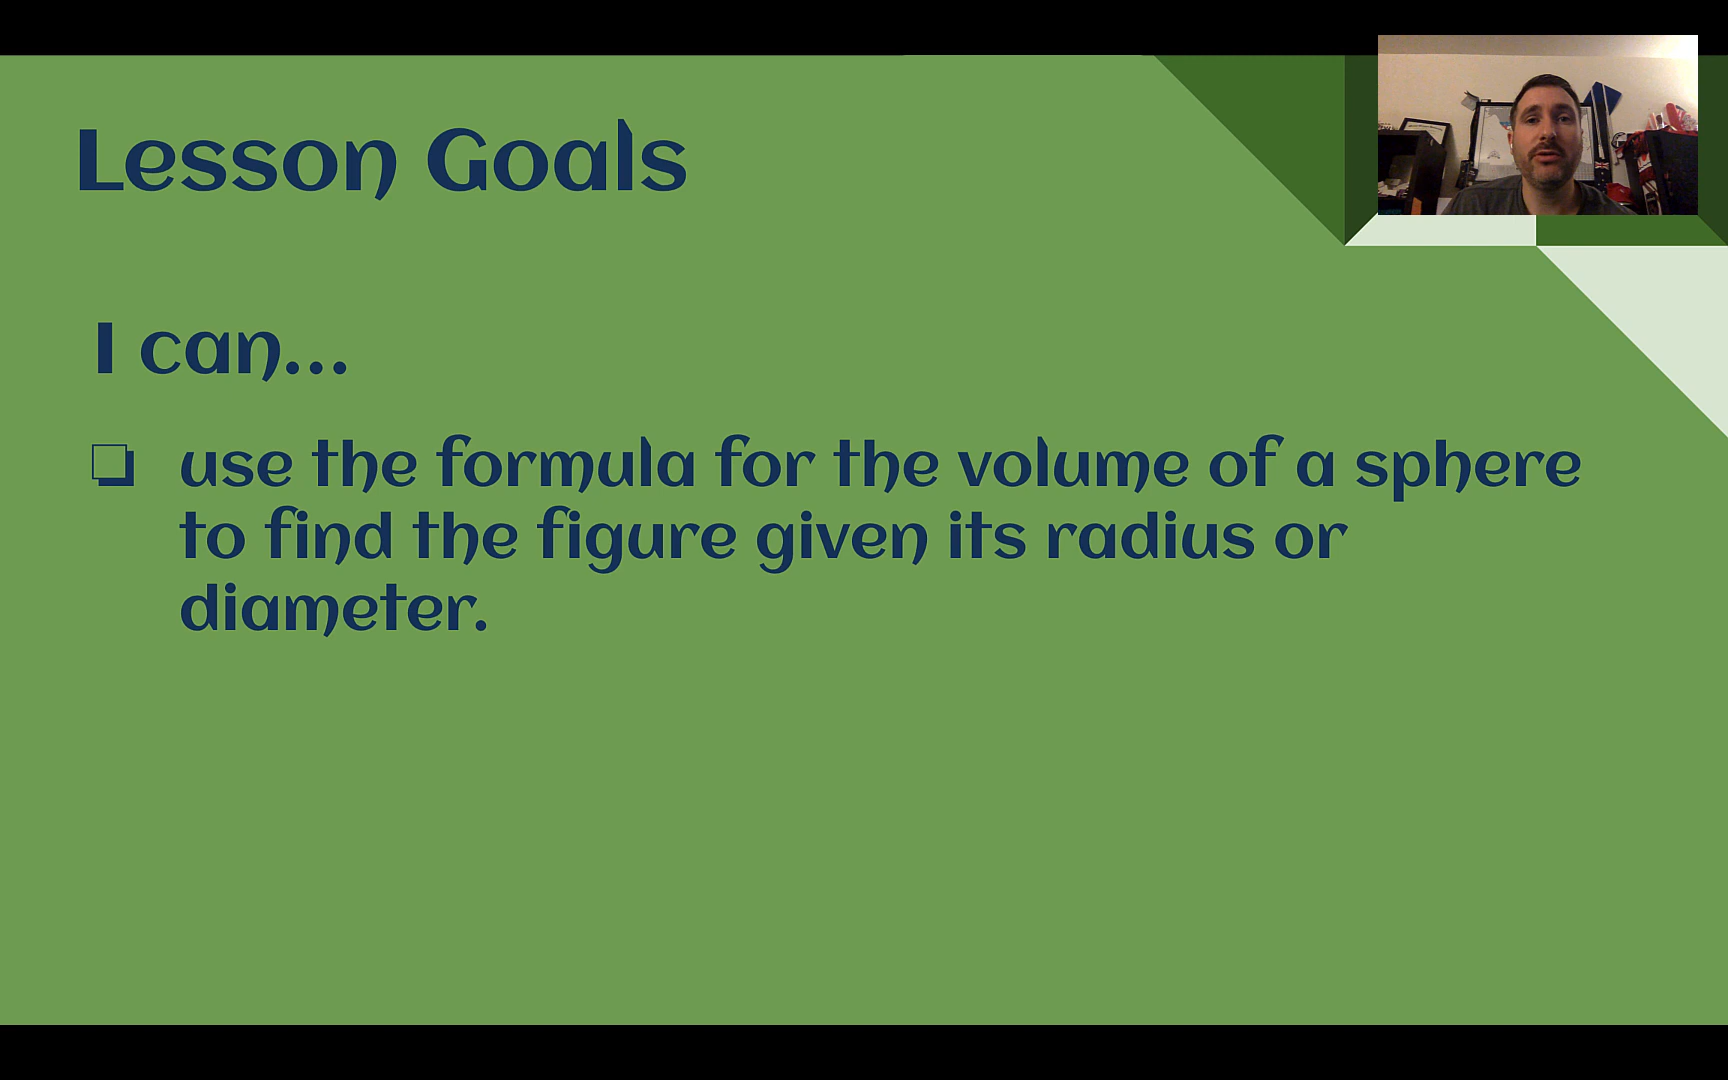 Lesson Goals
I can...
use the formula for the volume of a sphere
to find the figure given its radius or
diameter.